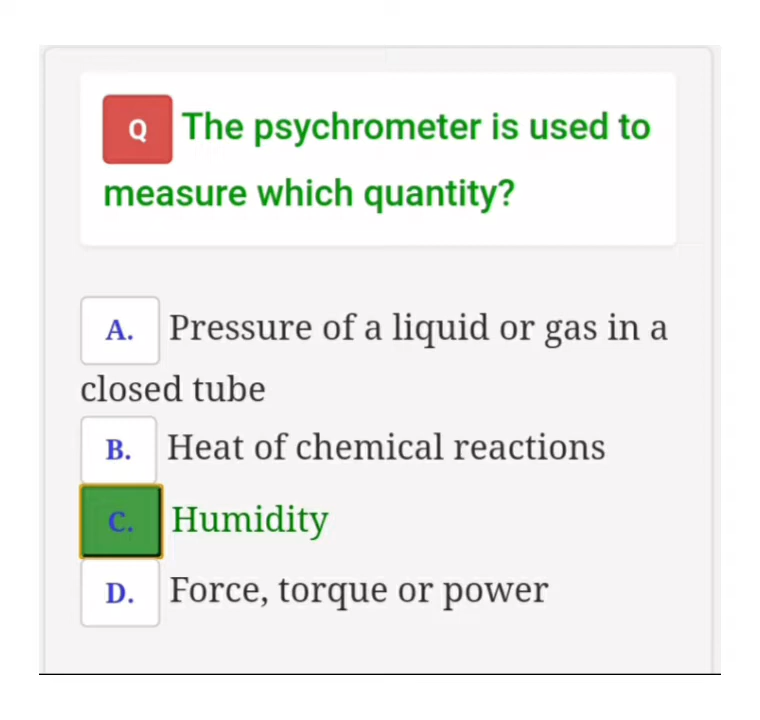 Q The psychrometer is used to
measure which quantity?
A. Pressure of a liquid or gas in a
closed tube
B. Heat of chemical reactions
C. Humidity
D. Force, torque or power